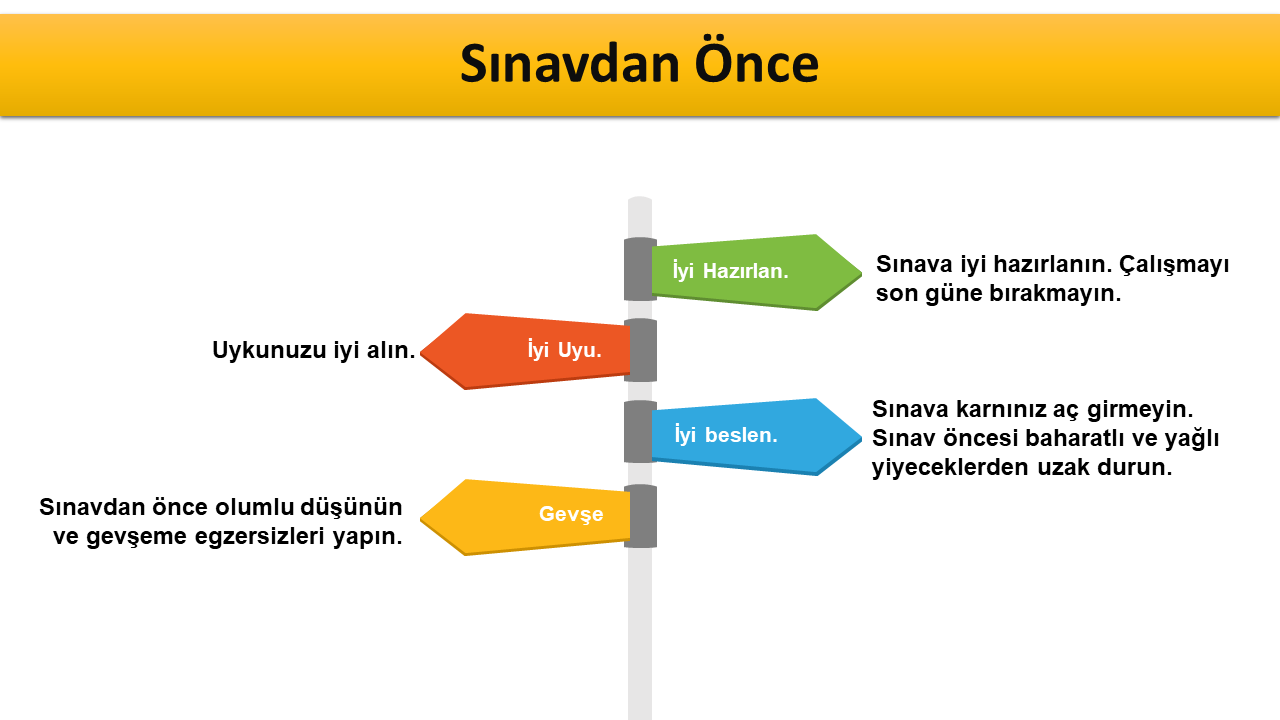 Sınavdan Önce
İyi Hazırlan.
Sınava iyi hazırlanın. Çalışmayı
son güne bırakmayın.
Uykunuzu iyi alın.
İyi Uyu.
İyi beslen.
Sınava karnınız aç girmeyin.
Sınav öncesi baharatlı ve yağlı
yiyeceklerden uzak durun.
Sınavdan önce olumlu düşünün
ve gevşeme egzersizleri yapın.
Gevşe